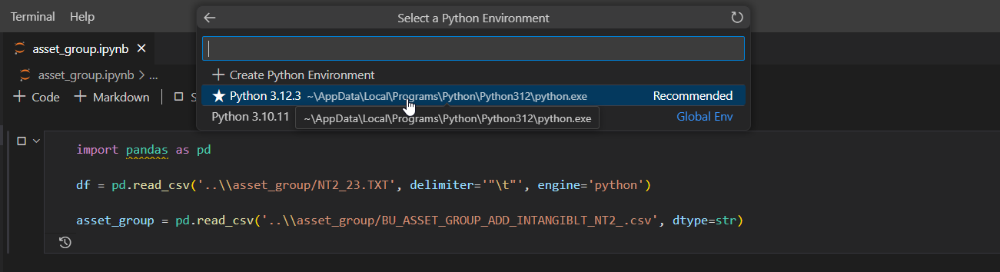 Terminal Help
Select a Python Environment
asset_group.ipynb
asset_group.ipynb > ...
+ Create Python Environment
+ Code + Markdown
Python 3.12.3 ~\AppData\Local\Programs\Python\Python312\python.exe Recommended
Python 3.10.11 Global Env
~\AppData\Local\Programs\Python\Python312\python.exe
import pandas as pd
df = pd.read_csv('..\\asset_group/NT2_23.TXT', delimiter='"\t"', engine='python')
asset_group = pd.read_csv('..\\asset_group/BU_ASSET_GROUP_ADD_INTANGIBLT_NT2_.csv', dtype=str)